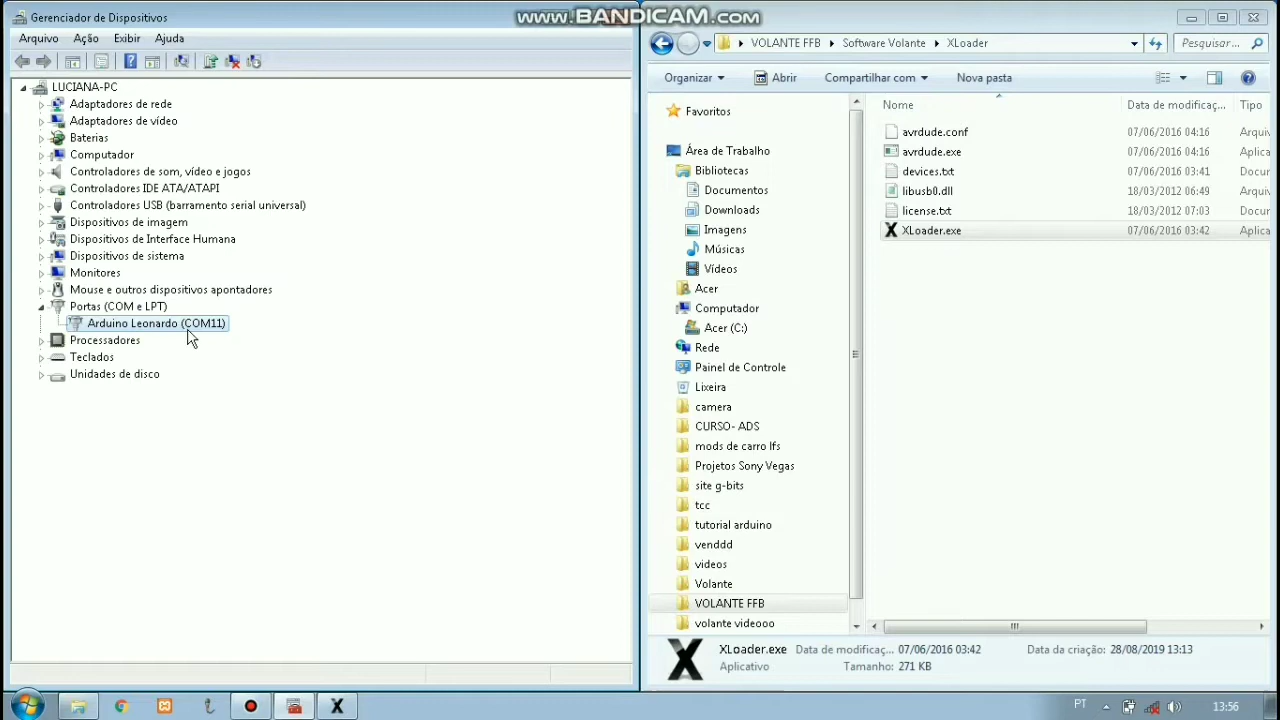 Gerenciador de Dispositivos
www.BANDICAM.com
Arquivo Ação Exibir Ajuda
LUCIANA-PC
Adaptadores de rede
Adaptadores de vídeo
Baterias
Computador
Controladores de som, vídeo e jogos
Controladores IDE ATA/ATAPI
Controladores USB (barramento serial universal)
Dispositivos de imagem
Dispositivos de Interface Humana
Dispositivos de sistema
Monitores
Mouse e outros dispositivos apontadores
Portas (COM e LPT)
Arduino Leonardo (COM11)
Processadores
Teclados
Unidades de disco
VOLANTE FFB Software Volante XLoader Pesquisar...
Organizar Abrir Compartilhar com Nova pasta
Favoritos
Área de Trabalho
Bibliotecas
Documentos
Downloads
Imagens
Músicas
Vídeos
Acer
Computador
Acer (C:)
Rede
Painel de Controle
Lixeira
camera
CURSO- ADS
mods de carro lfs
Projetos Sony Vegas
site g-bits
tcc
tutorial arduino
venddd
videos
Volante
VOLANTE FFB
volante videooo
Nome Data de modificaç... Tipo
avrdude.conf 07/06/2016 04:16 Arquiv
avrdude.exe 07/06/2016 04:16 Aplica
devices.txt 07/06/2016 03:41 Docur
libusb0.dll 18/03/2012 06:49 Arquiv
license.txt 18/03/2012 07:03 Docur
XLoader.exe 07/06/2016 03:42 Aplica
XLoader.exe Data de modificaç... 07/06/2016 03:42 Data da criação: 28/08/2019 13:13
Aplicativo Tamanho: 271 KB
PT 13:56